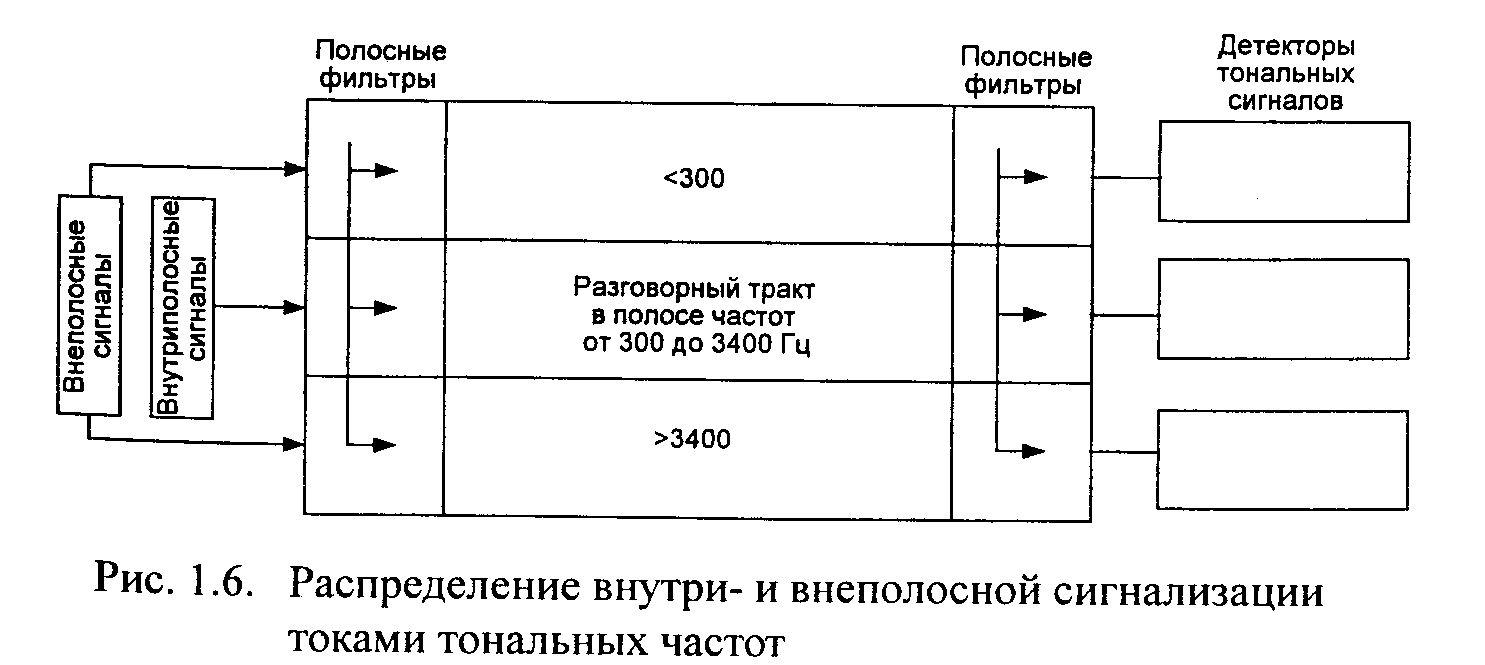 Полосные
фильтры
Полосные
фильтры
Детекторы
тональных
сигналов
Внеполосные
сигналы
Внутриполосные
сигналы
<300
Разговорный тракт
в полосе частот
от 300 до 3400 Гц
>3400
Рис. 1.6. Распределение внутри- и внеполосной сигнализации
токами тональных частот